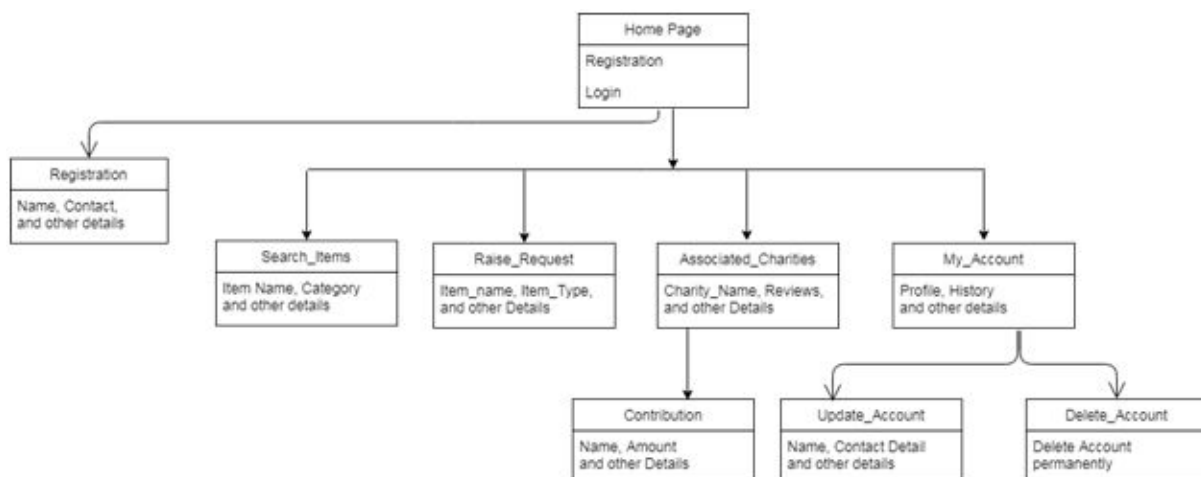 Home Page
Registration
Login
Registration
Name, Contact,
and other details
Search_Items
Item Name, Category
and other details
Raise_Request
Item_name, Item_Type,
and other Details
Associated_Charities
Charity_Name, Reviews,
and other Details
My_Account
Profile, History
and other details
Contribution
Name, Amount
and other Details
Update_Account
Name, Contact Detail
and other details
Delete_Account
Delete Account
permanently